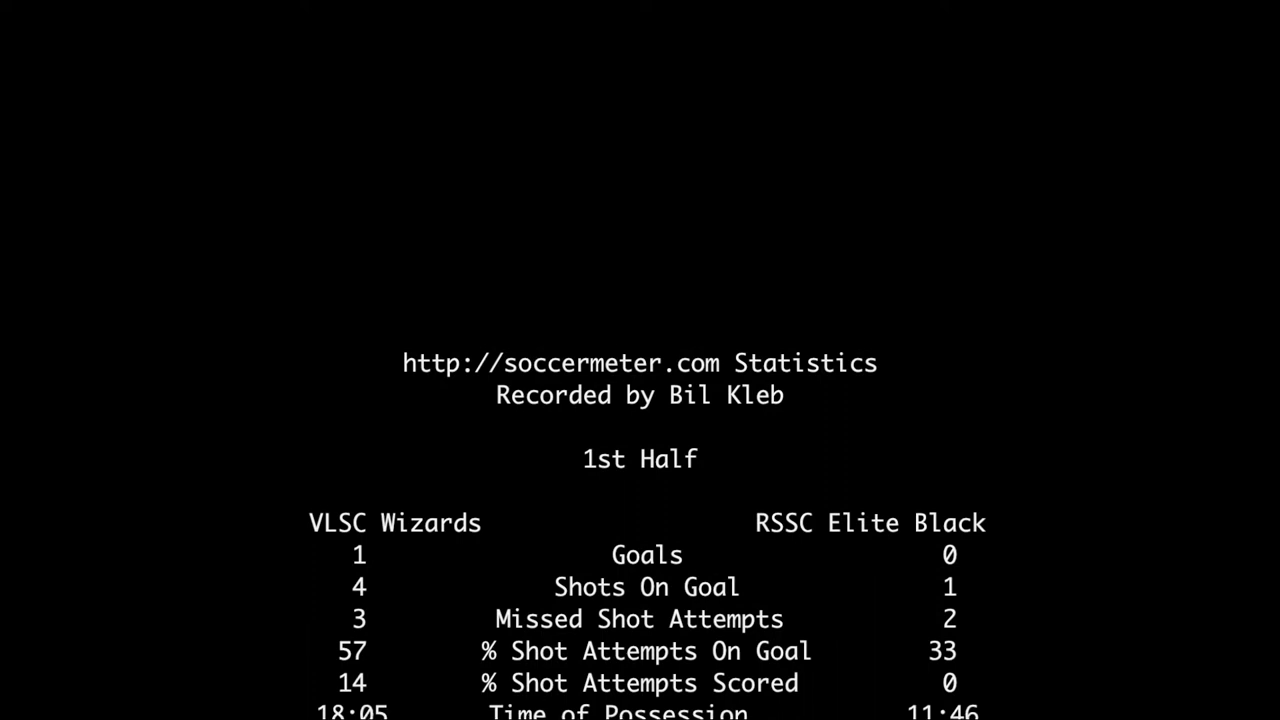 http://soccermeter.com Statistics
Recorded by Bil Kleb
1st Half
VLSC Wizards RSSC Elite Black
1 Goals 0
4 Shots On Goal 1
3 Missed Shot Attempts 2
57 % Shot Attempts On Goal 33
14 % Shot Attempts Scored 0
18:05 Time of Possession 11:46